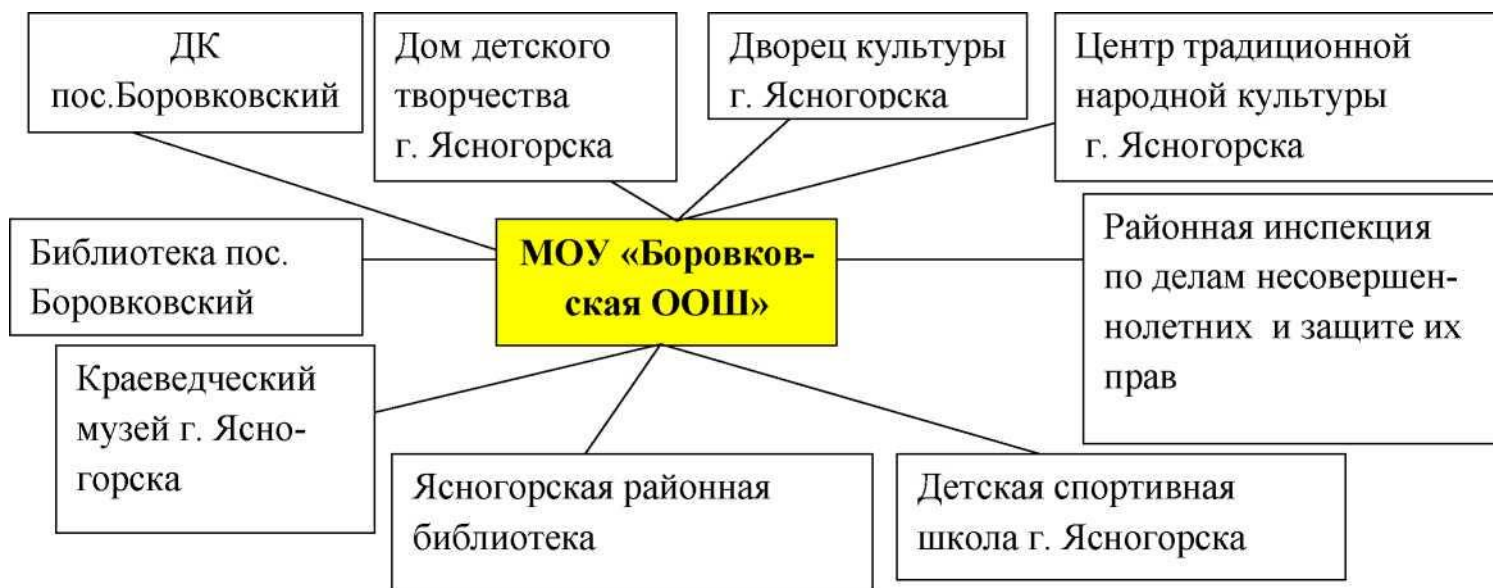 ДК
пос.Боровковский
Дом детского
творчества
г. Ясногорска
Дворец культуры
г. Ясногорска
Центр традиционной
народной культуры
г. Ясногорска
Библиотека пос.
Боровковский
МОУ «Боровков-
ская ООШ»
Районная инспекция
по делам несовершен-
нолетних и защите их
прав
Краеведческий
музей г. Ясно-
горска
Ясногорская районная
библиотека
Детская спортивная
школа г. Ясногорска